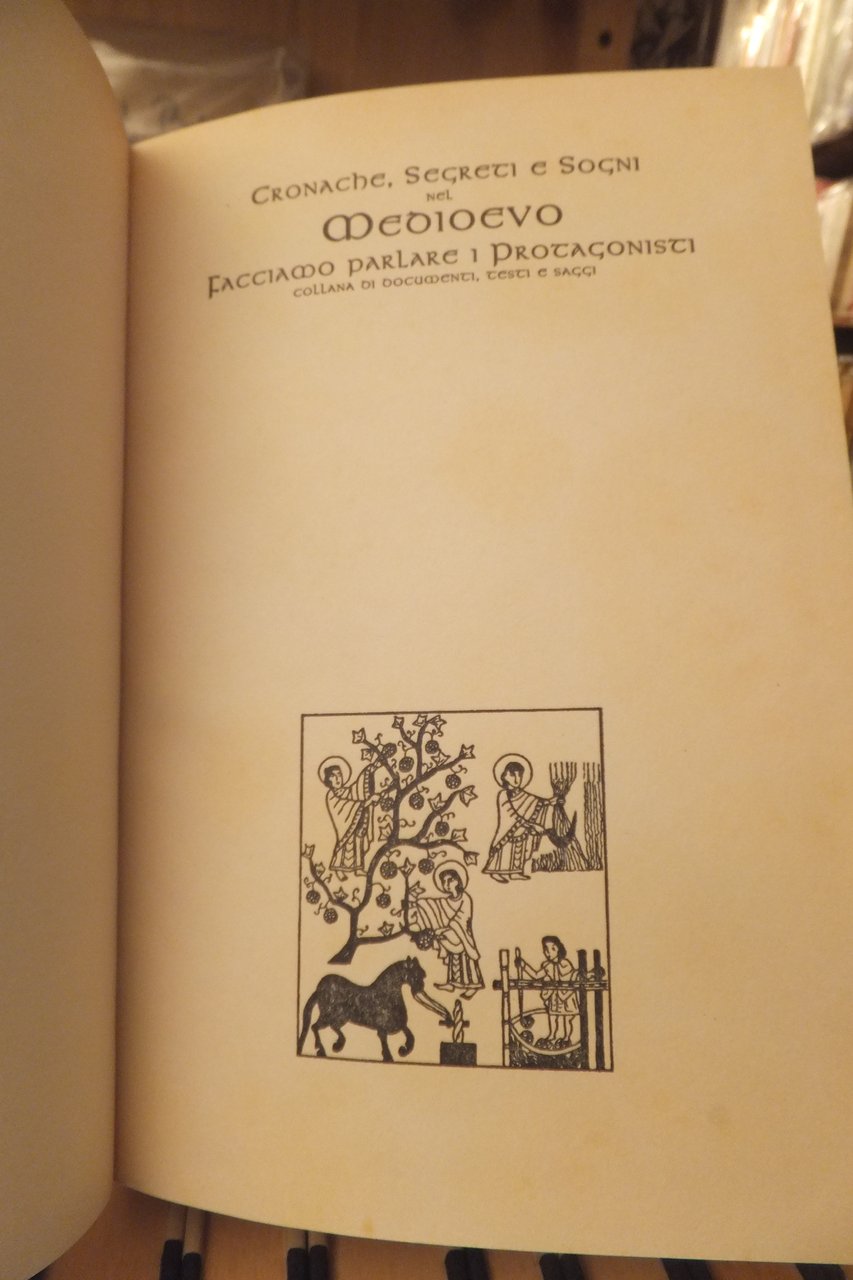 Cronache, Segreti e Sogni
nel
Medioevo
Facciamo parlare i Protagonisti
collana di documenti, testi e saggi